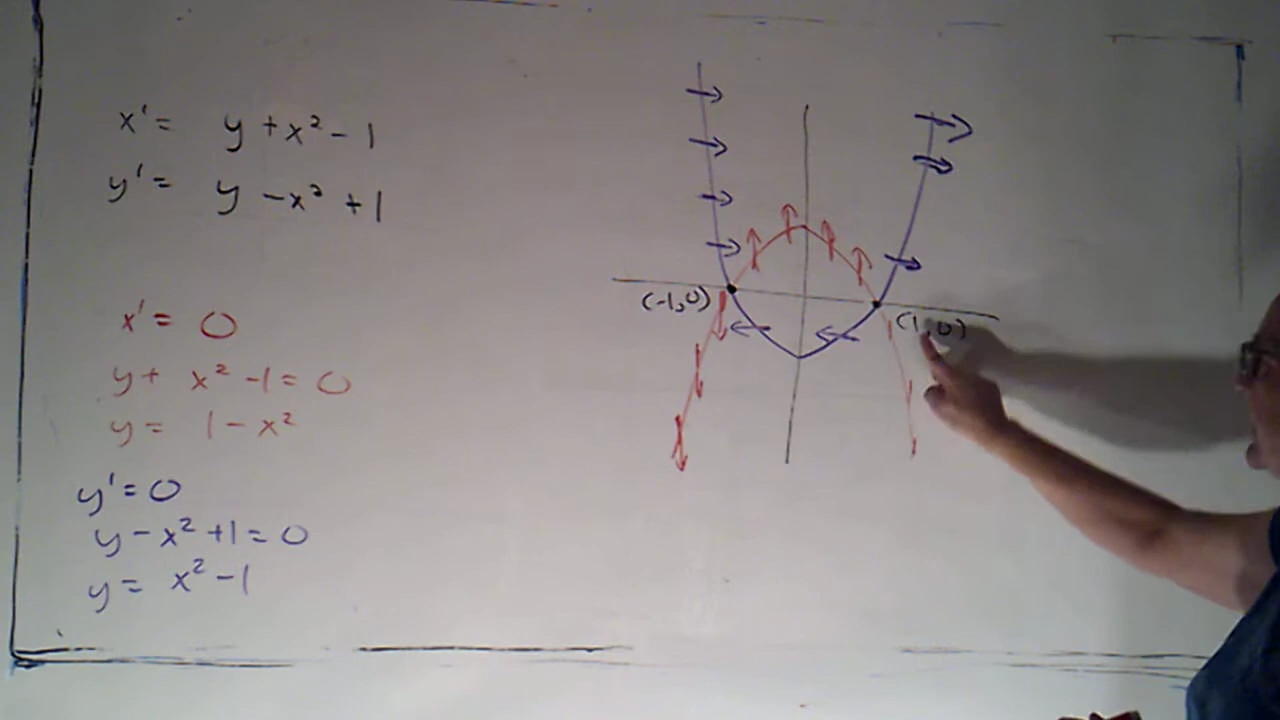 x' = y + x² - 1
y' = y - x² + 1
x' = 0
y + x² - 1 = 0
y = 1 - x²
y' = 0
y - x² + 1 = 0
y = x² - 1
(-1,0)
(1,0)